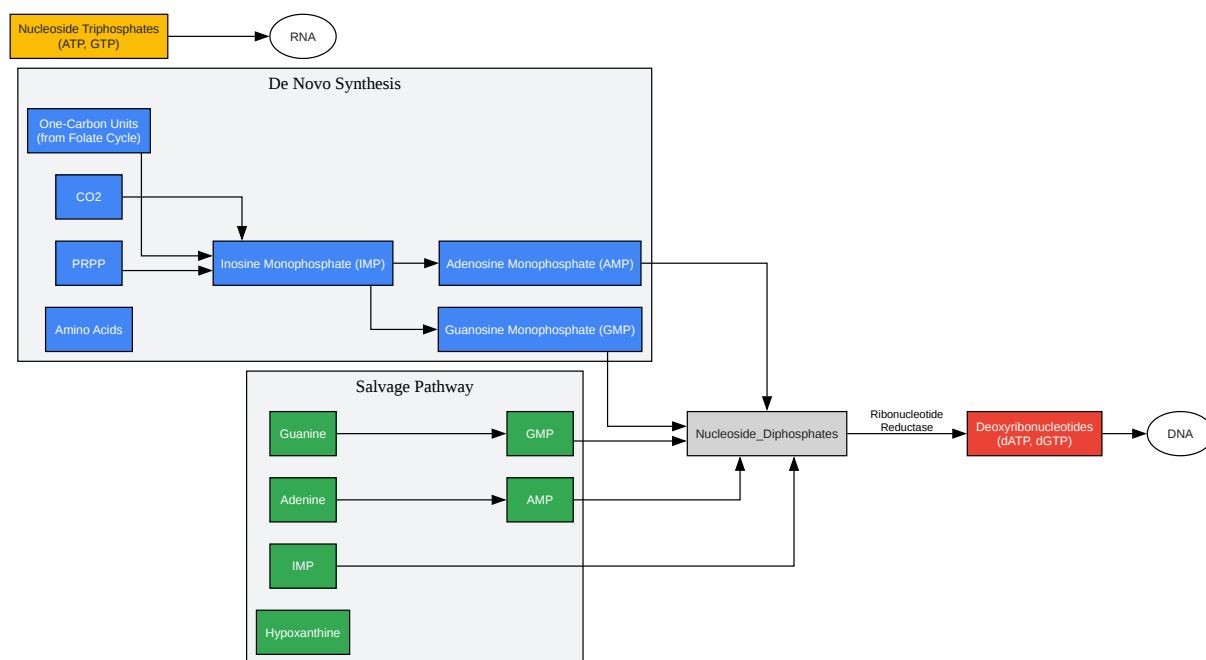 Nucleoside Triphosphates
(ATP, GTP)
RNA
De Novo Synthesis
One-Carbon Units
(from Folate Cycle)
CO2
PRPP
Inosine Monophosphate (IMP)
Adenosine Monophosphate (AMP)
Amino Acids
Guanosine Monophosphate (GMP)
Salvage Pathway
Guanine
GMP
Nucleoside_Diphosphates
Ribonucleotide
Reductase
Deoxyribonucleotides
(dATP, dGTP)
DNA
Adenine
AMP
IMP
Hypoxanthine